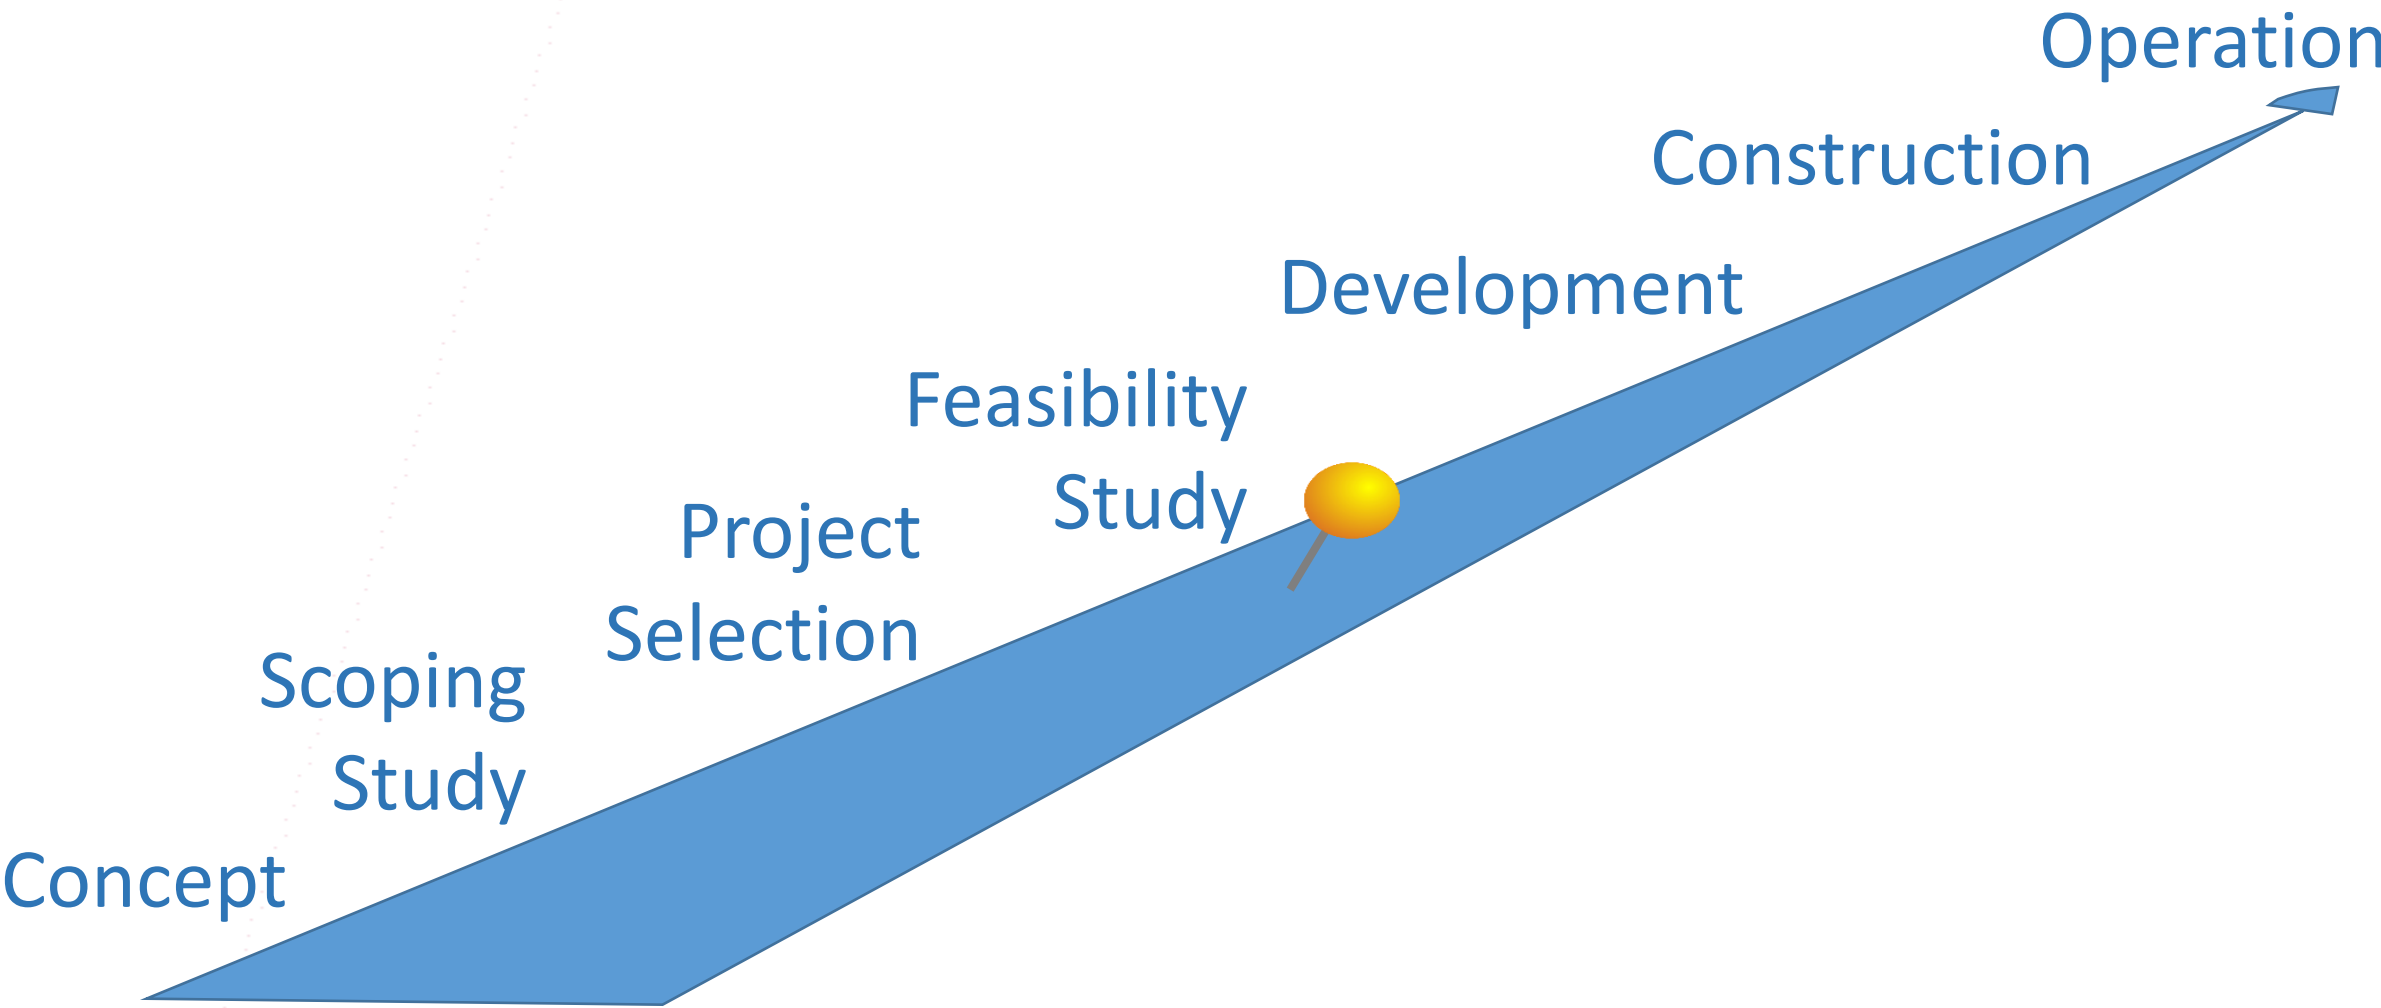 Operation
Construction
Development
Feasibility
Study
Project
Selection
Scoping
Study
Concept